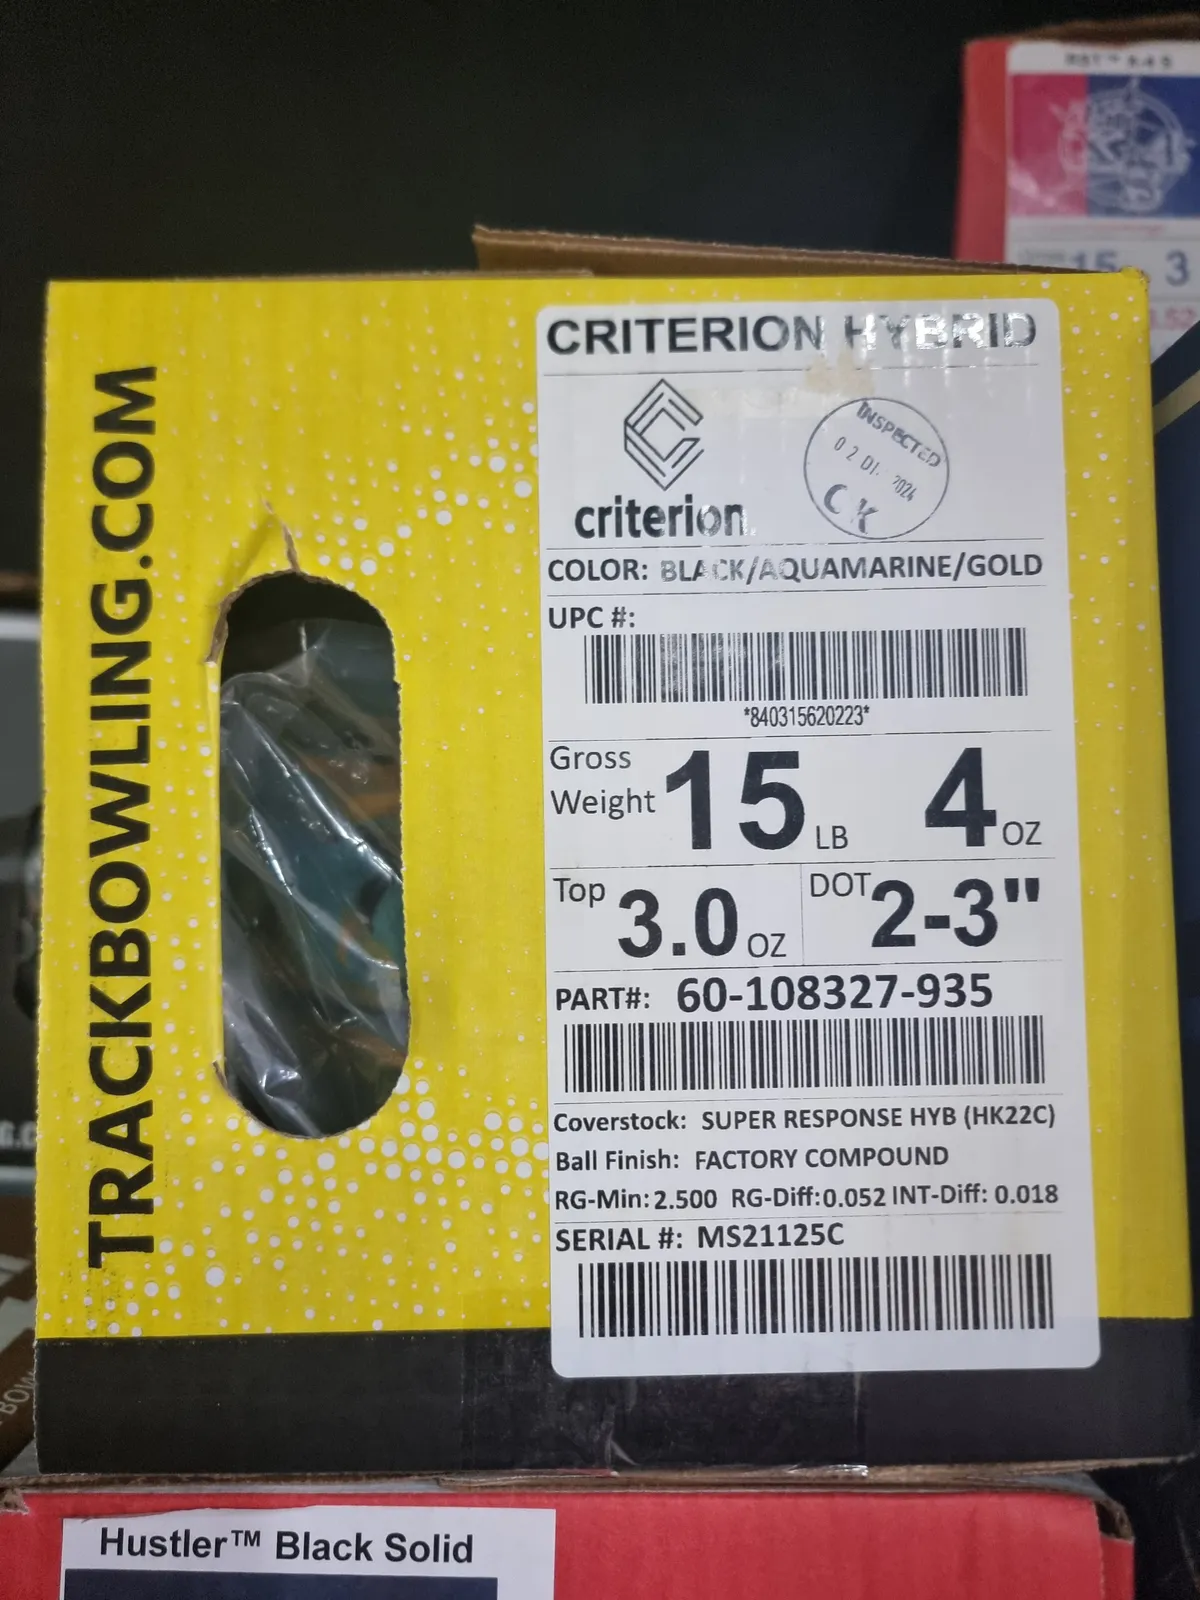 TRACKBOWLING.COM
CRITERION HYBRID
criterion
INSPECTED
2024
CK
COLOR: BLACK/AQUAMARINE/GOLD
UPC #:
*840315620223*
Gross Weight 15 LB 4 OZ
Top 3.0 OZ DOT 2-3"
PART#: 60-108327-935
Coverstock: SUPER RESPONSE HYB (HK22C)
Ball Finish: FACTORY COMPOUND
RG-Min: 2.500 RG-Diff: 0.052 INT-Diff: 0.018
SERIAL #: MS21125C
Hustler™ Black Solid
15 3